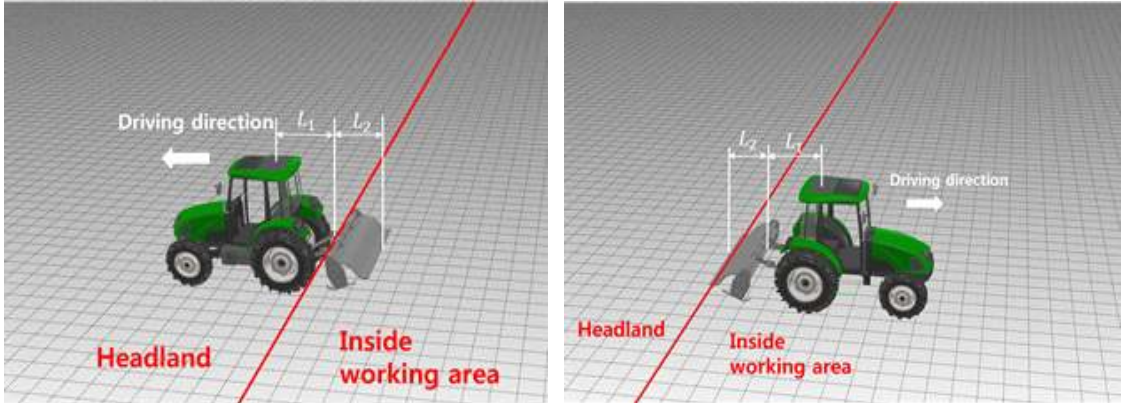 Driving direction
L1
L2
Headland
Inside
working area
L2
L1
Driving direction
Headland
Inside
working area